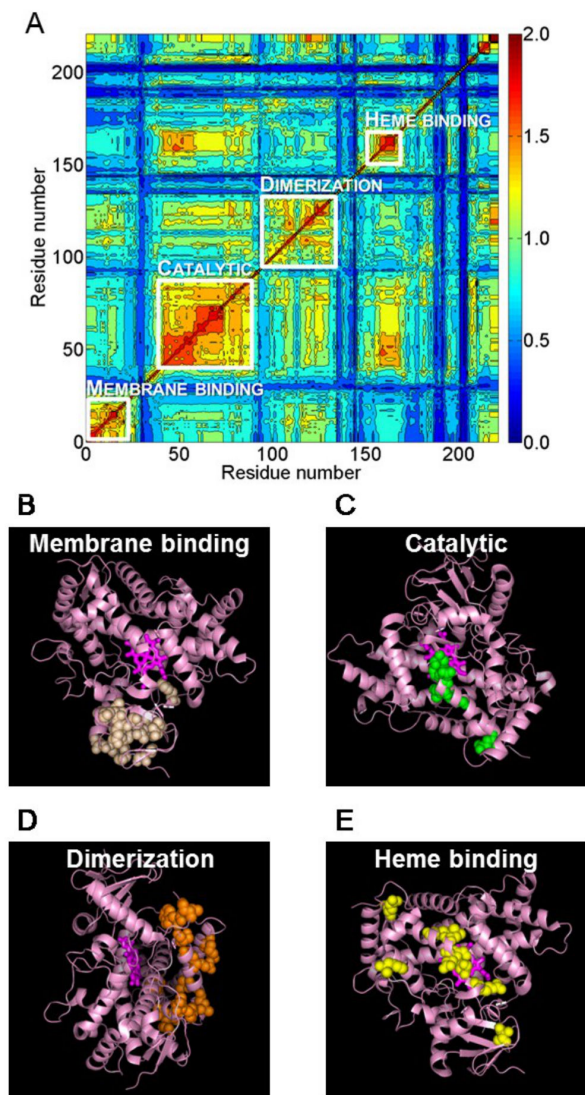 A
200
150
100
50
0
Residue number
HEME BINDING
DIMERIZATION
CATALYTIC
MEMBRANE BINDING
0
50
100
150
200
Residue number
2.0
1.5
1.0
0.5
0.0
B
Membrane binding
C
Catalytic
D
Dimerization
E
Heme binding